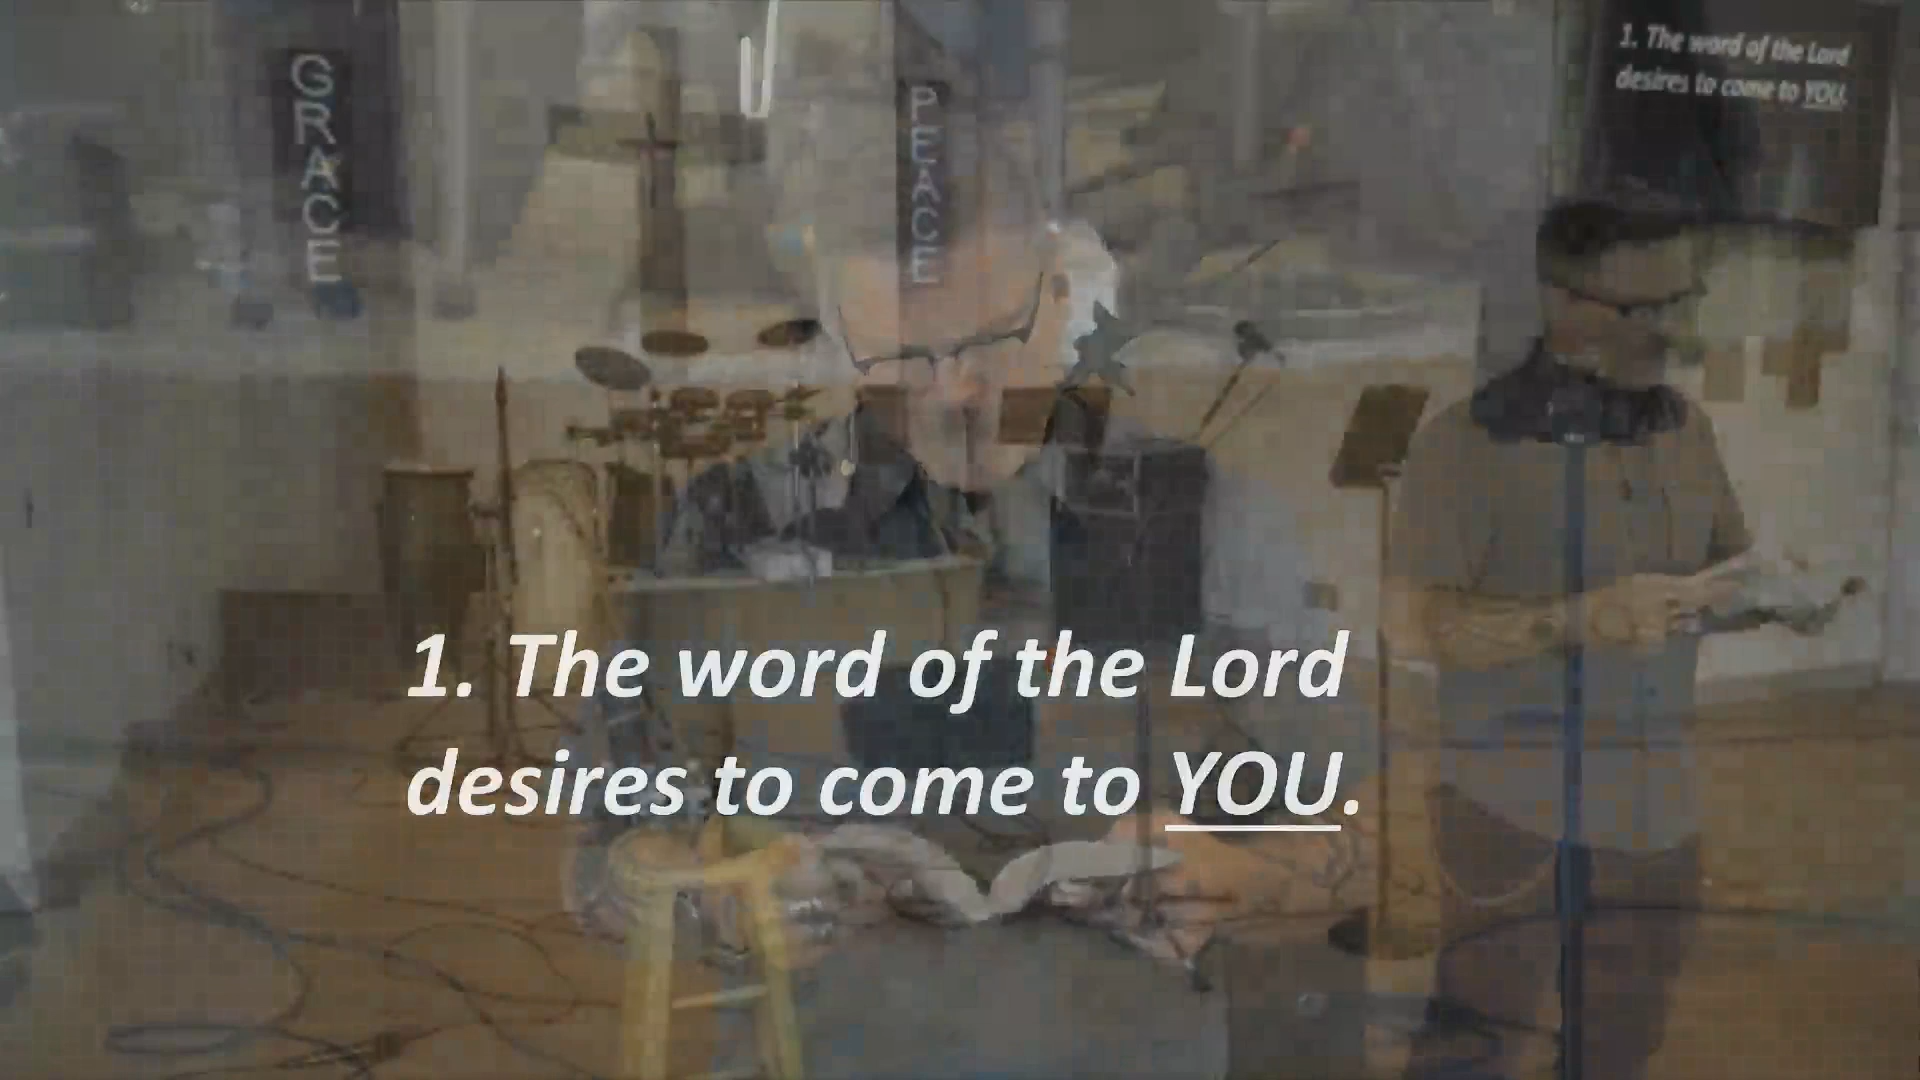 GRACE
PEACE
1. The word of the Lord
desires to come to YOU.
1. The word of the Lord
desires to come to YOU.